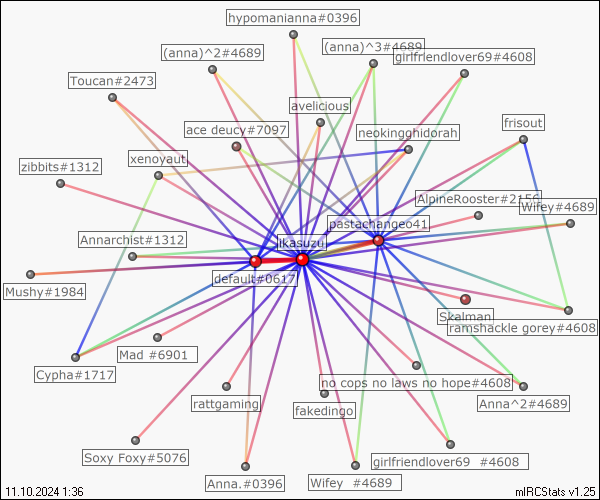 hypomanianna#0396
(anna)^2#4689
(anna)^3#4689
girlfriendlover69#4608
Toucan#2473
avelicious
ace deucy#7097
neokingghidorah
frisout
zibbits#1312
xenoyaut
AlpineRooster#2156
Wifey#4689
pastachangeo41
Annarchist#1312
Ikasuzu
default#0617
Mushy#1984
Skalman
ramshackle gorey#4608
Mad #6901
Cypha#1717
no cops no laws no hope#4608
rattgaming
fakedingo
Anna^2#4689
Soxy Foxy#5076
girlfriendlover69 #4608
Anna.#0396
Wifey #4689
11.10.2024 1:36
mIRCStats v1.25